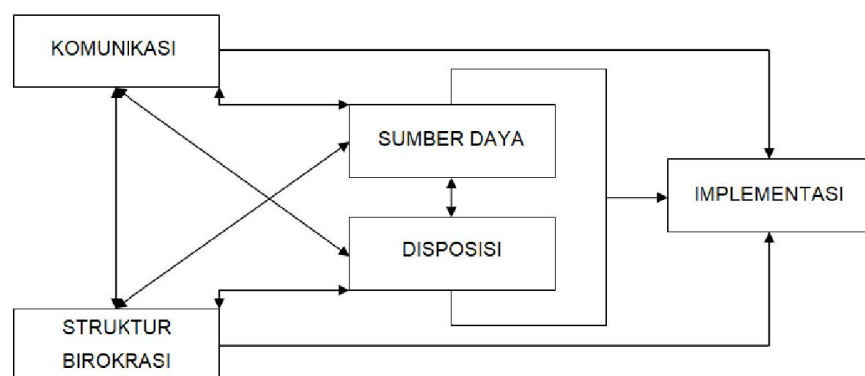 KOMUNIKASI
SUMBER DAYA
IMPLEMENTASI
DISPOSISI
STRUKTUR
BIROKRASI